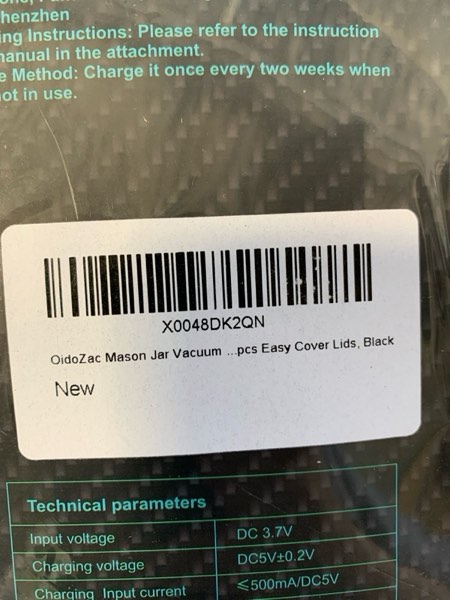 henzhen
ing Instructions: Please refer to the instruction
manual in the attachment.
e Method: Charge it once every two weeks when
ot in use.
X0048DK2QN
OidoZac Mason Jar Vacuum ...pcs Easy Cover Lids, Black
New
Technical parameters
Input voltage DC 3.7V
Charging voltage DC5V±0.2V
Charging Input current ≤500mA/DC5V